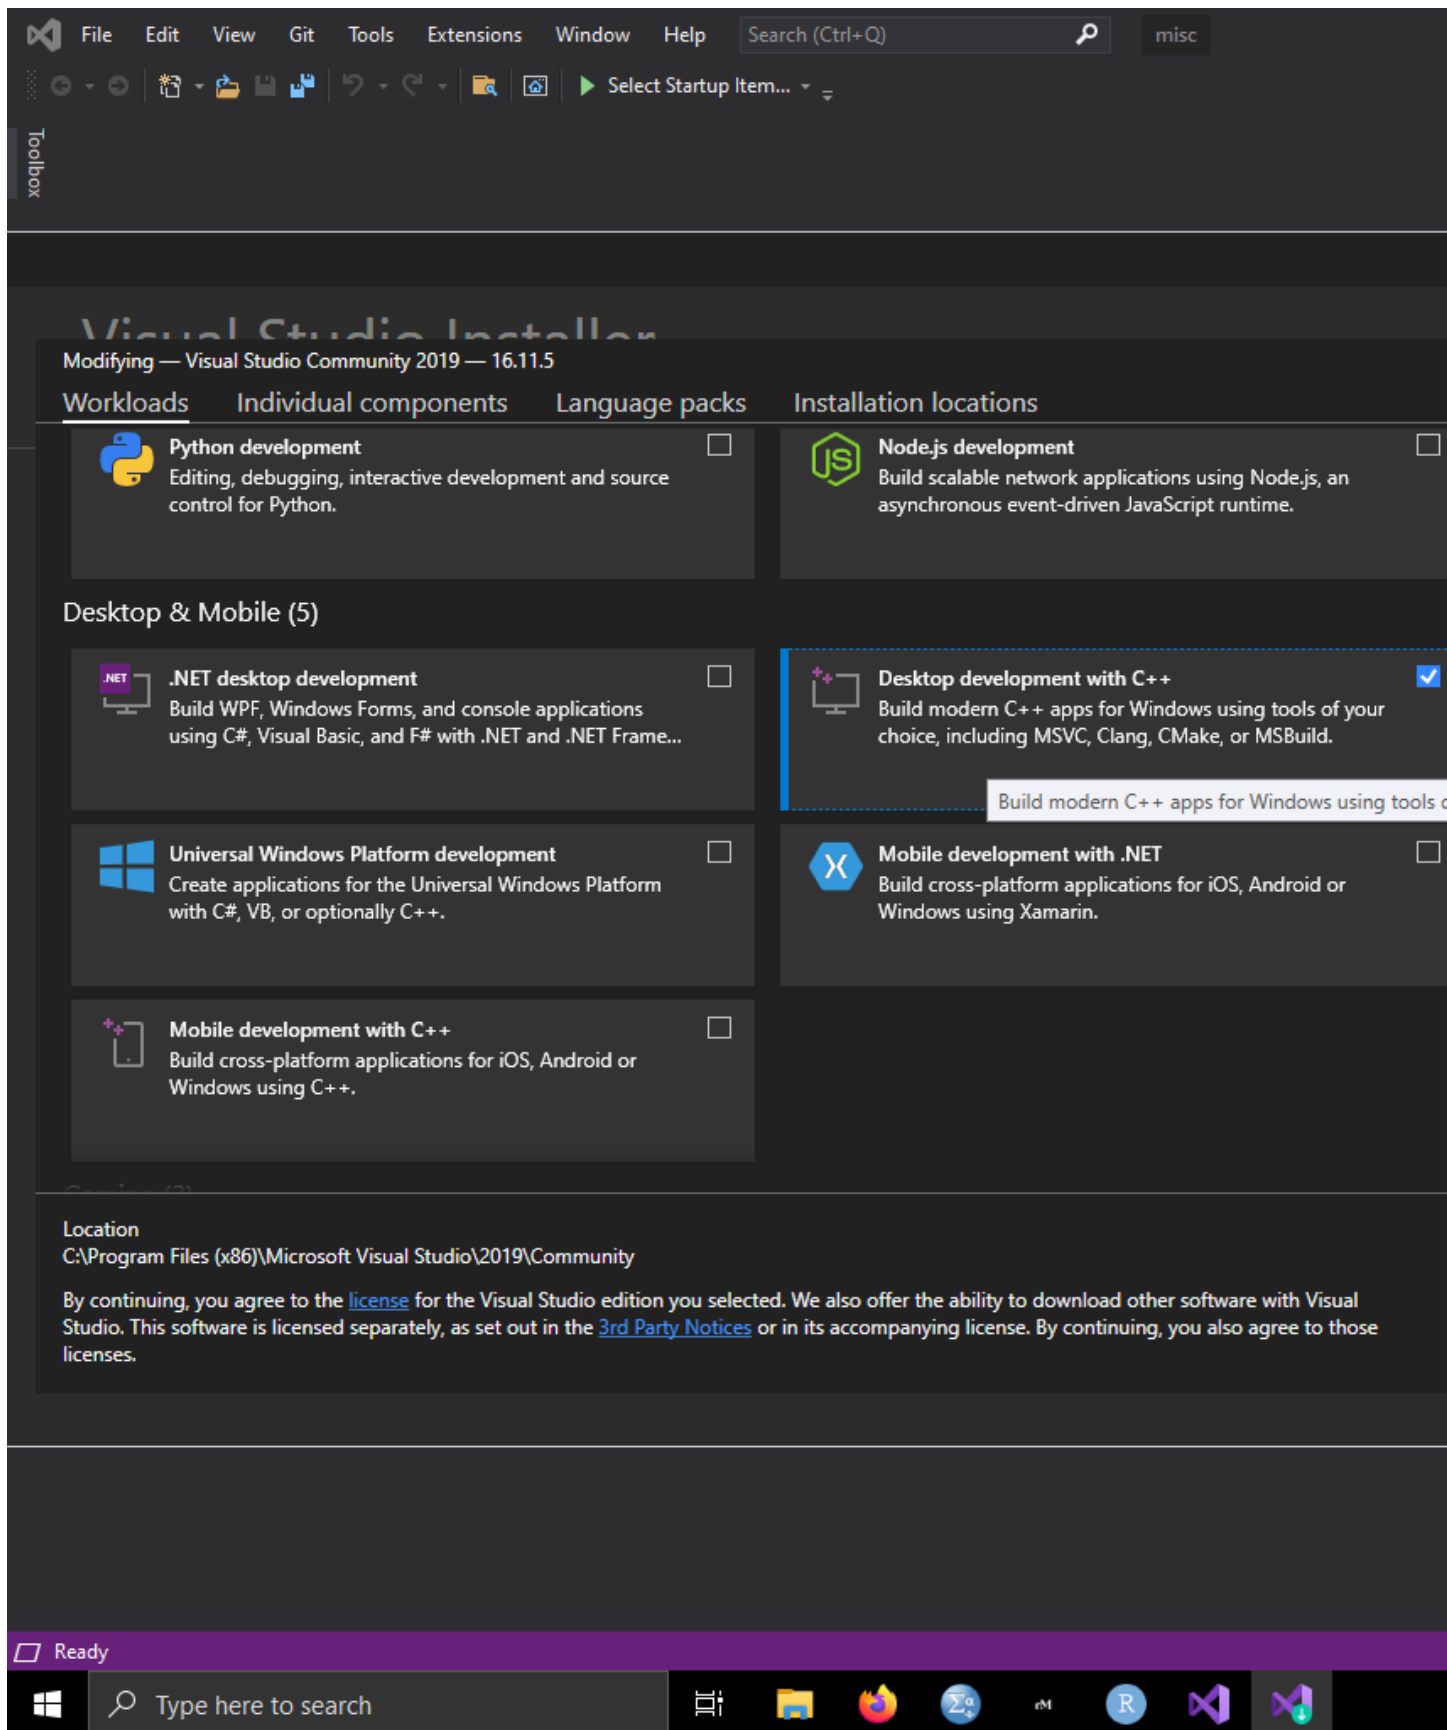 File Edit View Git Tools Extensions Window Help Search (Ctrl+Q) misc
Select Startup Item...
Toolbox
Visual Studio Installer
Modifying — Visual Studio Community 2019 — 16.11.5
Workloads Individual components Language packs Installation locations
Python development
Editing, debugging, interactive development and source
control for Python.
JS
Node.js development
Build scalable network applications using Node.js, an
asynchronous event-driven JavaScript runtime.
Desktop & Mobile (5)
.NET
.NET desktop development
Build WPF, Windows Forms, and console applications
using C#, Visual Basic, and F# with .NET and .NET Frame...
Desktop development with C++
Build modern C++ apps for Windows using tools of your
choice, including MSVC, Clang, CMake, or MSBuild.
Build modern C++ apps for Windows using tools
Universal Windows Platform development
Create applications for the Universal Windows Platform
with C#, VB, or optionally C++.
Mobile development with .NET
Build cross-platform applications for iOS, Android or
Windows using Xamarin.
Mobile development with C++
Build cross-platform applications for iOS, Android or
Windows using C++.
Gaming (2)
Location
C:\Program Files (x86)\Microsoft Visual Studio\2019\Community
By continuing, you agree to the license for the Visual Studio edition you selected. We also offer the ability to download other software with Visual
Studio. This software is licensed separately, as set out in the 3rd Party Notices or in its accompanying license. By continuing, you also agree to those
licenses.
Ready
Type here to search
rM
R